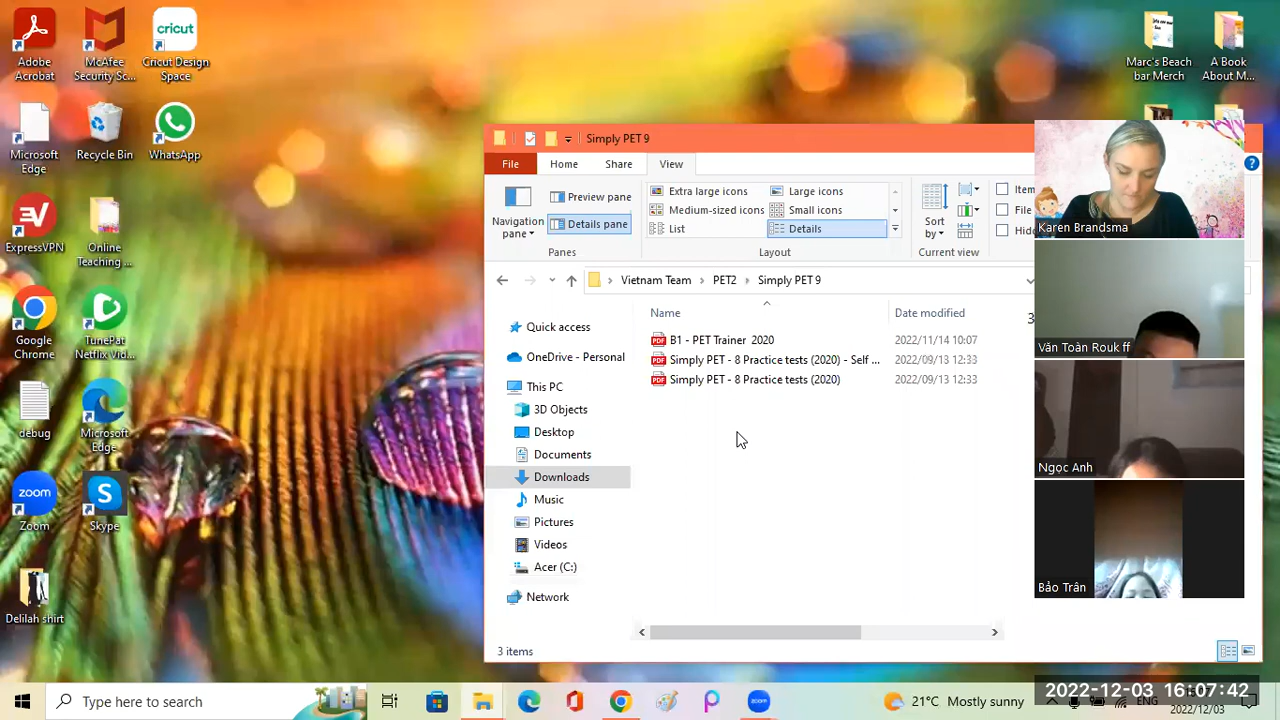 Adobe
Acrobat
McAfee
Security Sc...
cricut
Cricut Design
Space
Marc's Beach
bar Merch
A Book
About M...
Microsoft
Edge
Recycle Bin
WhatsApp
ExpressVPN
Online
Teaching ...
Google
Chrome
TunePat
Netflix Vid...
debug
Microsoft
Edge
zoom
Zoom
Skype
Delilah shirt
Simply PET 9
File
Home
Share
View
Navigation
pane
Preview pane
Details pane
Panes
Extra large icons
Large icons
Medium-sized icons
Small icons
List
Details
Layout
Sort
by
Current view
Item
File
Hid
Vietnam Team
PET2
Simply PET 9
Name
Date modified
B1 - PET Trainer 2020
2022/11/14 10:07
Simply PET - 8 Practice tests (2020) - Self ...
2022/09/13 12:33
Simply PET - 8 Practice tests (2020)
2022/09/13 12:33
3
Quick access
OneDrive - Personal
This PC
3D Objects
Desktop
Documents
Downloads
Music
Pictures
Videos
Acer (C:)
Network
3 items
Karen Brandsma
Văn Toàn Rouk ff
Ngọc Anh
Bảo Trân
Type here to search
zoom
21°C Mostly sunny
ENG
2022-12-03 16:07:42
2022/12/03